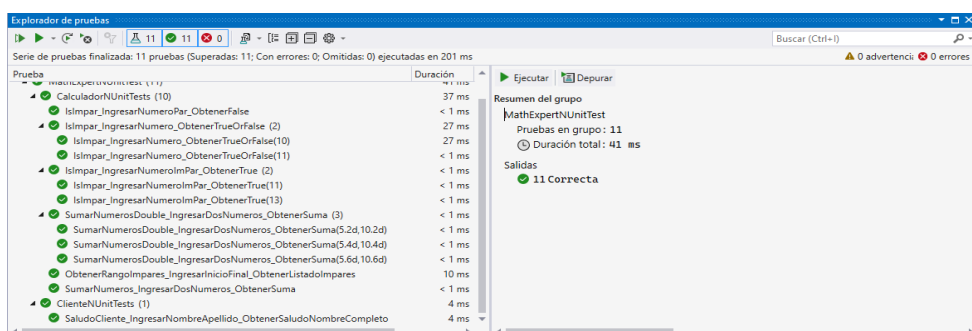 Explorador de pruebas
11 11 0
Buscar (Ctrl+I)
Serie de pruebas finalizada: 11 pruebas (Superadas: 11; Con errores: 0; Omitidas: 0) ejecutadas en 201 ms
0 advertenci: 0 errores
Prueba Duración
MathExpertNUnitTest (11) 41 ms
CalculadorNUnitTests (10) 37 ms
IsImpar_IngresarNumeroPar_ObtenerFalse < 1 ms
IsImpar_IngresarNumero_ObtenerTrueOrFalse (2) 27 ms
IsImpar_IngresarNumero_ObtenerTrueOrFalse(10) 27 ms
IsImpar_IngresarNumero_ObtenerTrueOrFalse(11) < 1 ms
IsImpar_IngresarNumeroImPar_ObtenerTrue (2) < 1 ms
IsImpar_IngresarNumeroImPar_ObtenerTrue(11) < 1 ms
IsImpar_IngresarNumeroImPar_ObtenerTrue(13) < 1 ms
SumarNumerosDouble_IngresarDosNumeros_ObtenerSuma (3) < 1 ms
SumarNumerosDouble_IngresarDosNumeros_ObtenerSuma(5.2d,10.2d) < 1 ms
SumarNumerosDouble_IngresarDosNumeros_ObtenerSuma(5.4d,10.4d) < 1 ms
SumarNumerosDouble_IngresarDosNumeros_ObtenerSuma(5.6d,10.6d) < 1 ms
ObtenerRangoImpares_IngresarInicioFinal_ObtenerListadoImpares 10 ms
SumarNumeros_IngresarDosNumeros_ObtenerSuma < 1 ms
ClienteNUnitTests (1) 4 ms
SaludoCliente_IngresarNombreApellido_ObtenerSaludoNombreCompleto 4 ms
Ejecutar Depurar
Resumen del grupo
MathExpertNUnitTest
Pruebas en grupo: 11
Duración total: 41 ms
Salidas
11 Correcta